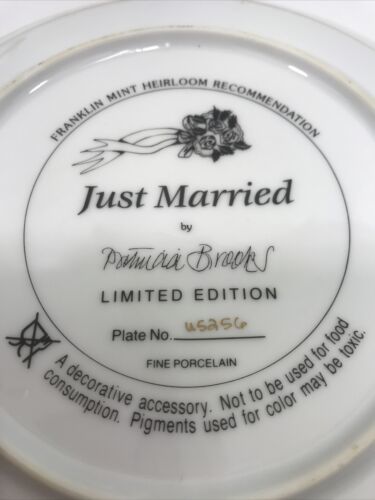 FRANKLIN MINT HEIRLOOM RECOMMENDATION
Just Married
by
Patricia Brooks
LIMITED EDITION
Plate No. US256
FINE PORCELAIN
A decorative accessory. Not to be used for food
consumption. Pigments used for color may be toxic.